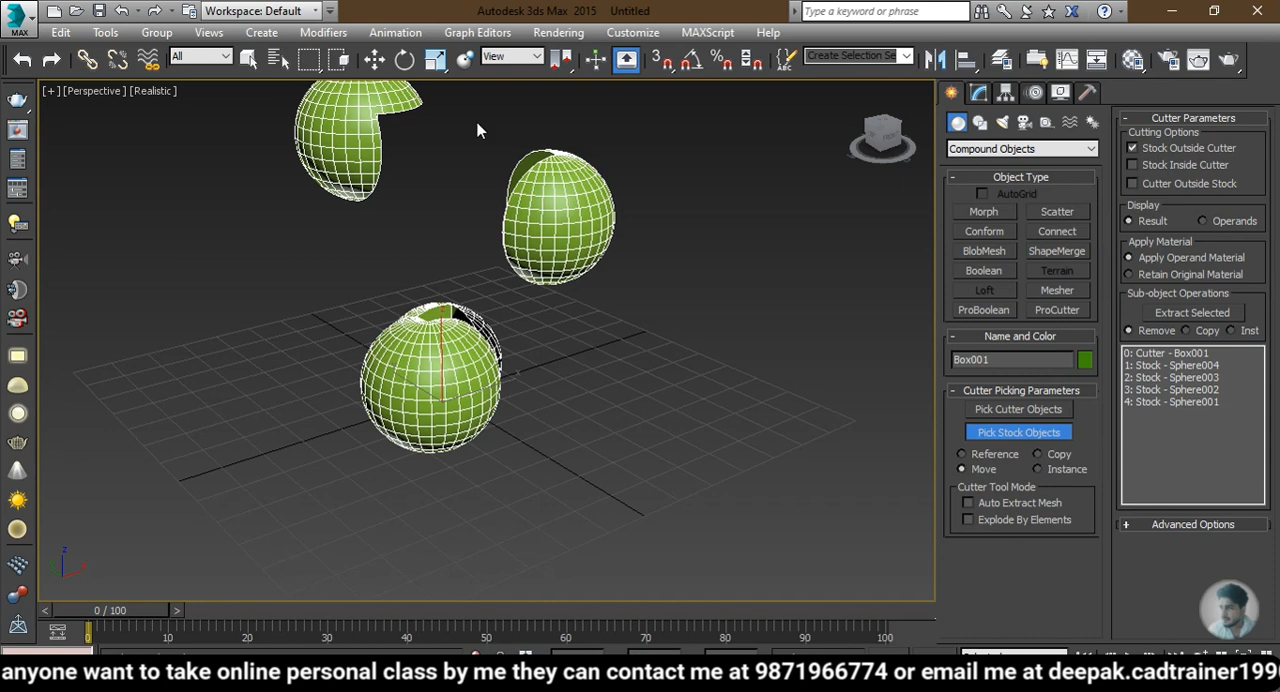 Workspace: Default
Autodesk 3ds Max 2015 Untitled
Type a keyword or phrase
MAX
Edit Tools Group Views Create Modifiers Animation Graph Editors Rendering Customize MAXScript Help
All
View
Create Selection Se
[+] [Perspective] [Realistic]
Compound Objects
Object Type
AutoGrid
Morph Scatter
Conform Connect
BlobMesh ShapeMerge
Boolean Terrain
Loft Mesher
ProBoolean ProCutter
Name and Color
Box001
Cutter Picking Parameters
Pick Cutter Objects
Pick Stock Objects
Reference Copy
Move Instance
Cutter Tool Mode
Auto Extract Mesh
Explode By Elements
Cutter Parameters
Cutting Options
Stock Outside Cutter
Stock Inside Cutter
Cutter Outside Stock
Display
Result Operands
Apply Material
Apply Operand Material
Retain Original Material
Sub-object Operations
Extract Selected
Remove Copy Inst
0: Cutter - Box001
1: Stock - Sphere004
2: Stock - Sphere003
3: Stock - Sphere002
4: Stock - Sphere001
Advanced Options
z
0 / 100
0 10 20 30 40 50 60 70 80 90 100
anyone want to take online personal class by me they can contact me at 9871966774 or email me at deepak.cadtrainer199